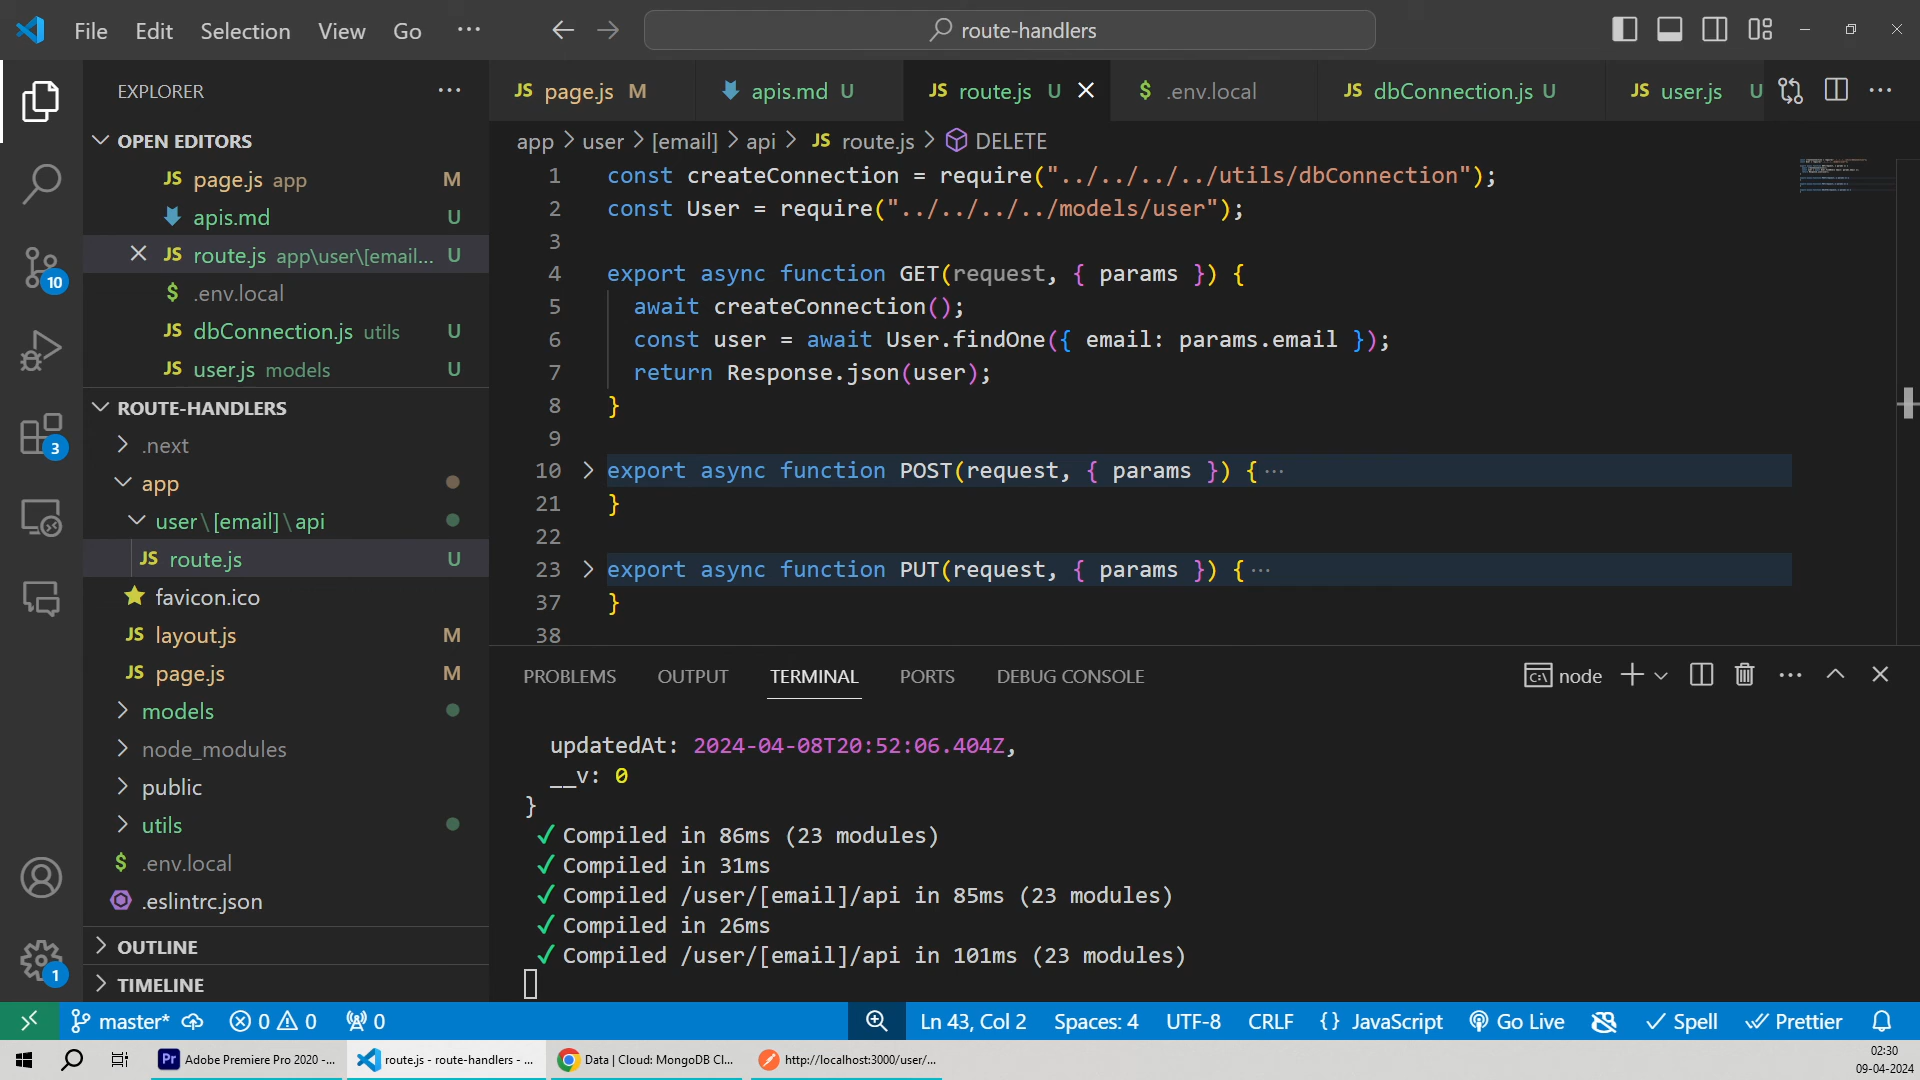 File Edit Selection View Go ··· route-handlers
EXPLORER ···
OPEN EDITORS
JS page.js app M
apis.md U
JS route.js app\user\[email... U
$ .env.local
JS dbConnection.js utils U
JS user.js models U
ROUTE-HANDLERS
.next
app
user\[email]\api
JS route.js U
favicon.ico
JS layout.js M
JS page.js M
models
node_modules
public
utils
$ .env.local
.eslintrc.json
OUTLINE
TIMELINE
10
3
1
JS page.js M apis.md U JS route.js U $ .env.local JS dbConnection.js U JS user.js U ···
app > user > [email] > api > JS route.js > DELETE
1 const createConnection = require("../../../../utils/dbConnection");
2 const User = require("../../../../models/user");
3
4 export async function GET(request, { params }) {
5 await createConnection();
6 const user = await User.findOne({ email: params.email });
7 return Response.json(user);
8 }
9
10 export async function POST(request, { params }) {···
21 }
22
23 export async function PUT(request, { params }) {···
37 }
38
PROBLEMS OUTPUT TERMINAL PORTS DEBUG CONSOLE node ···
updatedAt: 2024-04-08T20:52:06.404Z,
__v: 0
}
✓ Compiled in 86ms (23 modules)
✓ Compiled in 31ms
✓ Compiled /user/[email]/api in 85ms (23 modules)
✓ Compiled in 26ms
✓ Compiled /user/[email]/api in 101ms (23 modules)
master* 0 0 0 Ln 43, Col 2 Spaces: 4 UTF-8 CRLF {} JavaScript Go Live Spell Prettier
Pr Adobe Premiere Pro 2020 -... route.js - route-handlers - ... Data | Cloud: MongoDB Cl... http://localhost:3000/user/...
02:30
09-04-2024